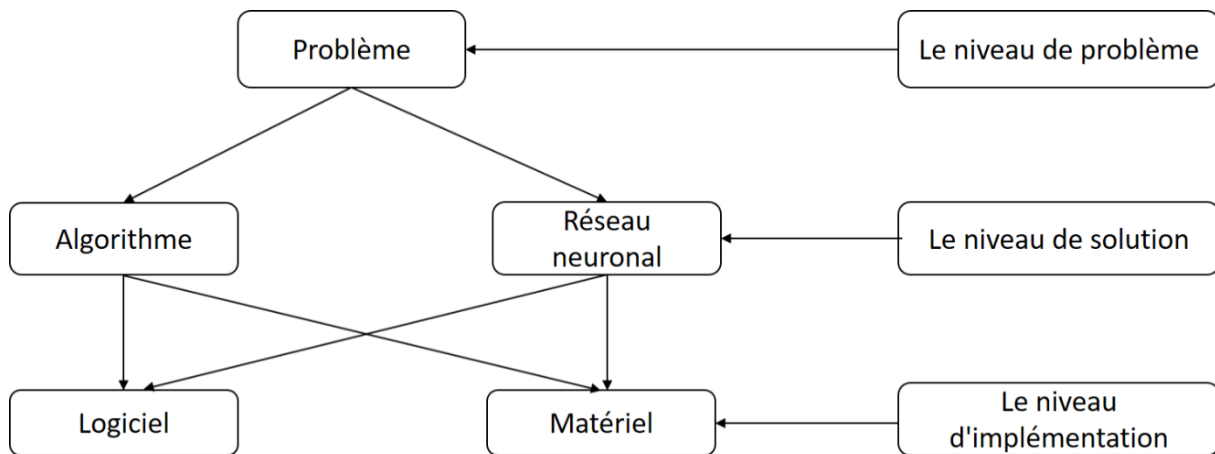 Problème
Le niveau de problème
Algorithme
Réseau
neuronal
Le niveau de solution
Logiciel
Matériel
Le niveau
d'implémentation